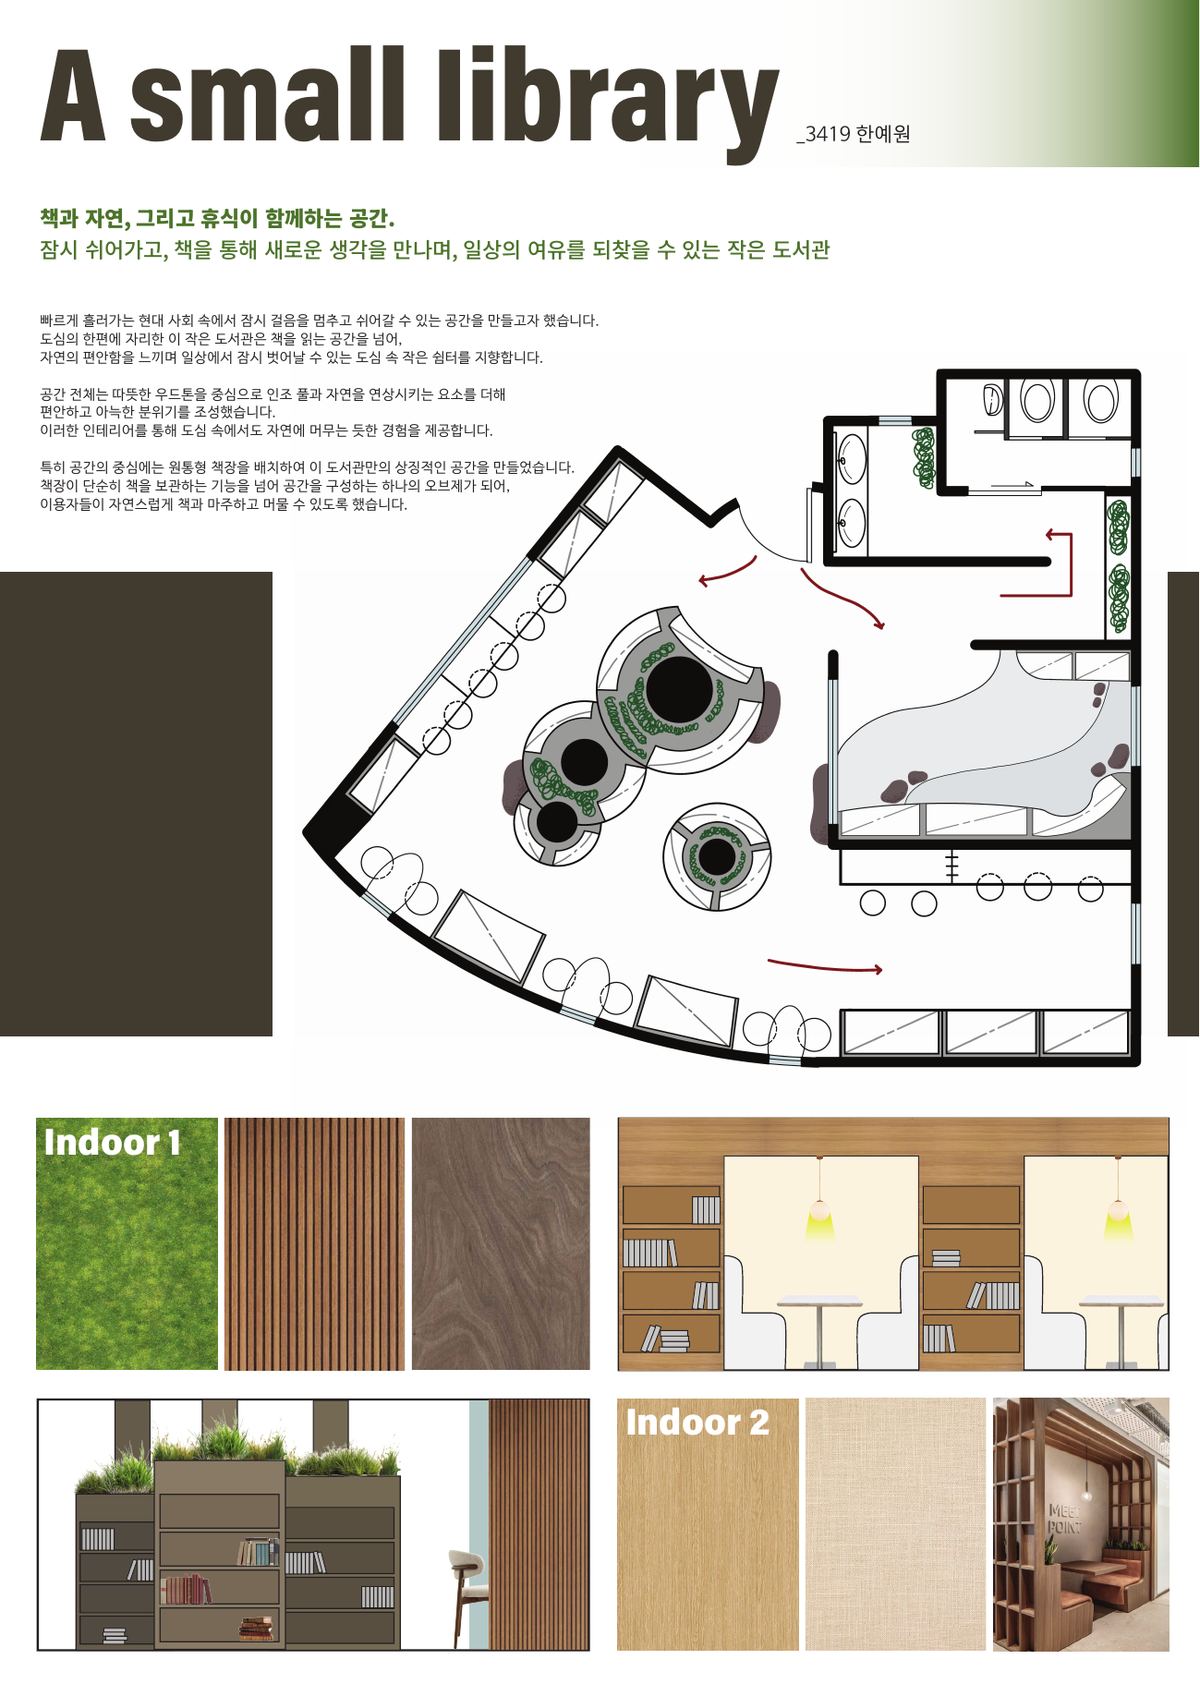 A small library
_3419 한예원
책과 자연, 그리고 휴식이 함께하는 공간.
잠시 쉬어가고, 책을 통해 새로운 생각을 만나며, 일상의 여유를 되찾을 수 있는 작은 도서관
빠르게 흘러가는 현대 사회 속에서 잠시 걸음을 멈추고 쉬어갈 수 있는 공간을 만들고자 했습니다.
도심의 한편에 자리한 이 작은 도서관은 책을 읽는 공간을 넘어,
자연의 편안함을 느끼며 일상에서 잠시 벗어날 수 있는 도심 속 작은 쉼터를 지향합니다.
공간 전체는 따뜻한 우드톤을 중심으로 인조 풀과 자연을 연상시키는 요소를 더해
편안하고 아늑한 분위기를 조성했습니다.
이러한 인테리어를 통해 도심 속에서도 자연에 머무는 듯한 경험을 제공합니다.
특히 공간의 중심에는 원통형 책장을 배치하여 이 도서관만의 상징적인 공간을 만들었었습니다.
책장이 단순히 책을 보관하는 기능을 넘어 공간을 구성하는 하나의 오브제가 되어,
이용자들이 자연스럽게 책과 마주하고 머물 수 있도록 했습니다.
Indoor 1
Indoor 2
MEET
POINT